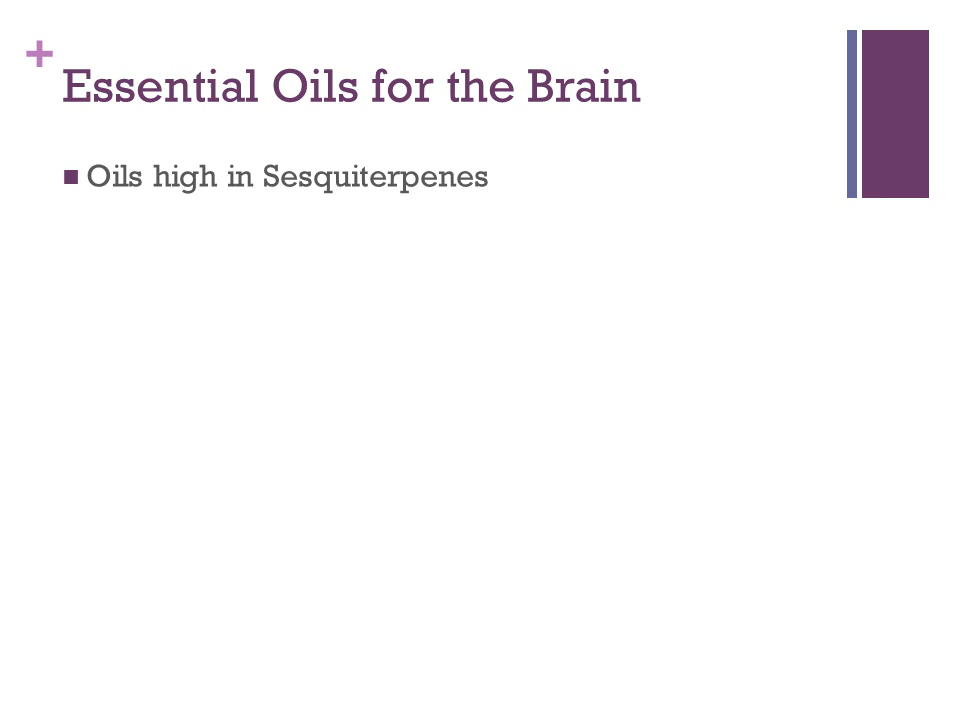 +
Essential Oils for the Brain
■ Oils high in Sesquiterpenes